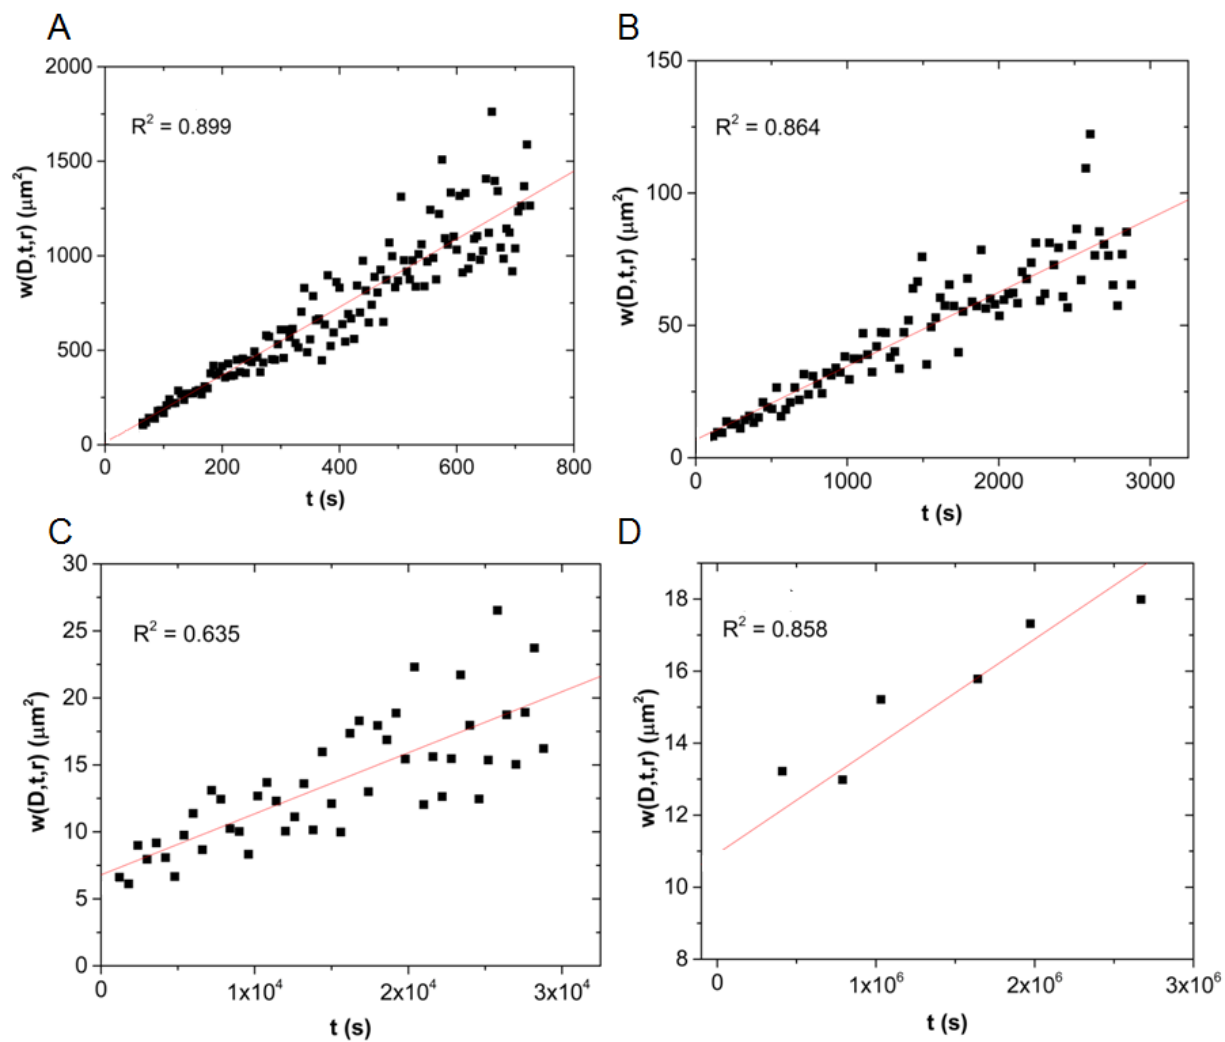 A
2000
1500
1000
500
0
w(D,t,r) (μm²)
R² = 0.899
0 200 400 600 800
t (s)
B
150
100
50
0
w(D,t,r) (μm²)
R² = 0.864
0 1000 2000 3000
t (s)
C
30
25
20
15
10
5
0
w(D,t,r) (μm²)
R² = 0.635
0 1x10⁴ 2x10⁴ 3x10⁴
t (s)
D
18
16
14
12
10
8
w(D,t,r) (μm²)
R² = 0.858
0 1x10⁶ 2x10⁶ 3x10⁶
t (s)